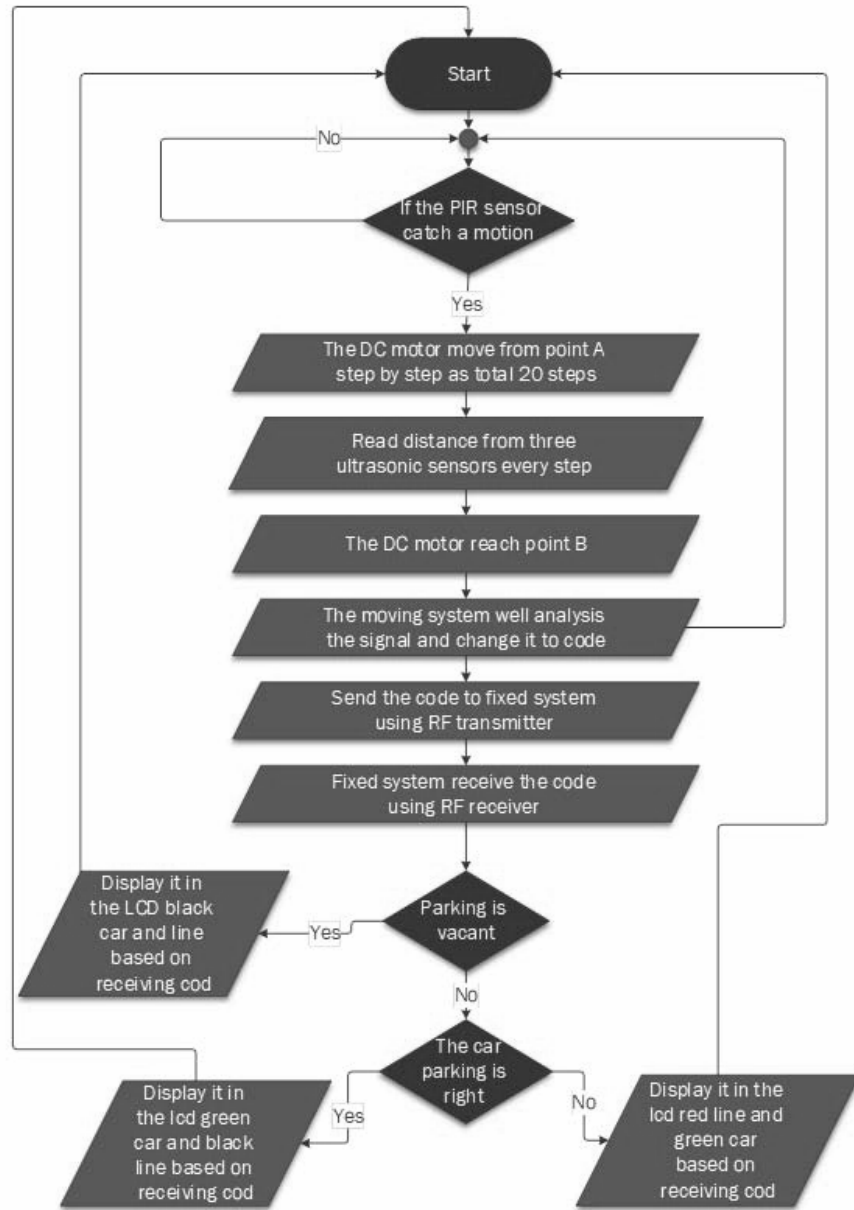 Start
No
If the PIR sensor
catch a motion
Yes
The DC motor move from point A
step by step as total 20 steps
Read distance from three
ultrasonic sensors every step
The DC motor reach point B
The moving system well analysis
the signal and change it to code
Send the code to fixed system
using RF transmitter
Fixed system receive the code
using RF receiver
Parking is
vacant
Yes
Display it in
the LCD black
car and line
based on
receiving cod
No
The car
parking is
right
Yes
Display it in
the lcd green
car and black
line based on
receiving cod
No
Display it in the
lcd red line and
green car
based on
receiving cod